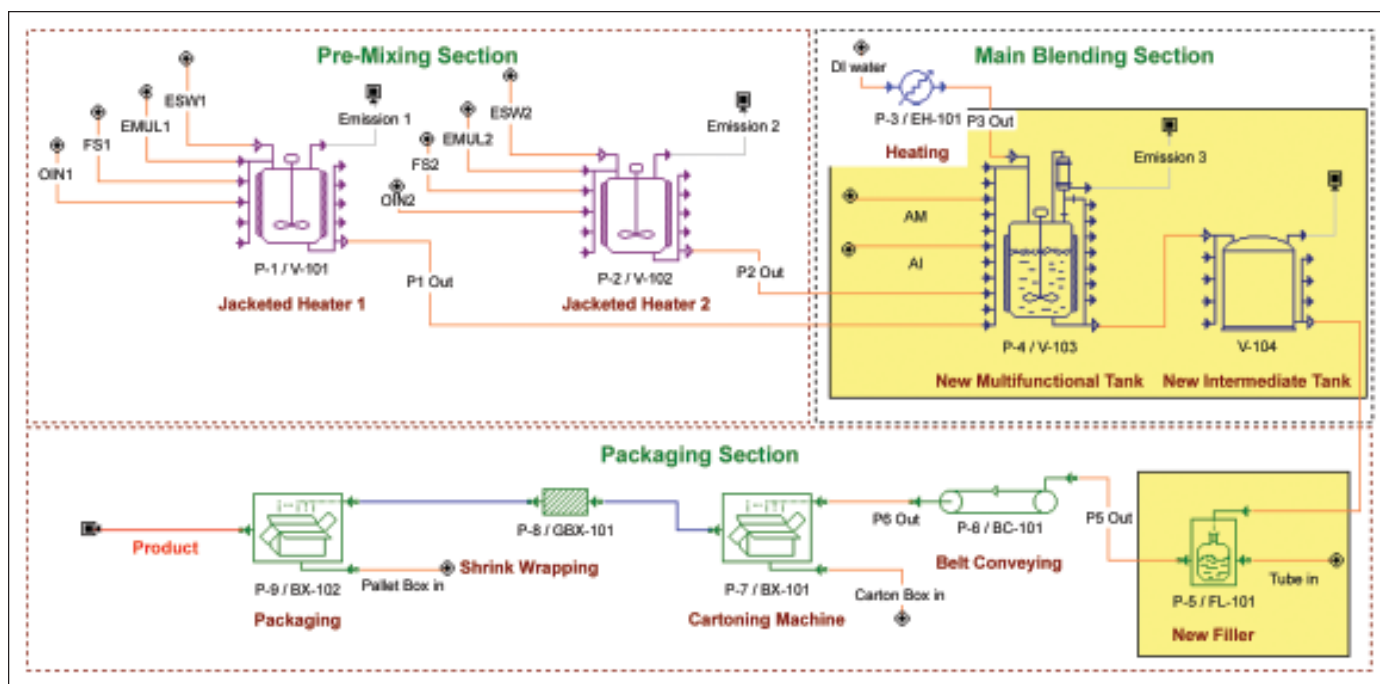 Pre-Mixing Section
ESW1
EMUL1
FS1
OIN1
Emission 1
P-1 / V-101
Jacketed Heater 1
P1 Out
ESW2
EMUL2
FS2
OIN2
Emission 2
P-2 / V-102
Jacketed Heater 2
P2 Out
Main Blending Section
DI water
P-3 / EH-101
P3 Out
Heating
Emission 3
AM
AI
P-4 / V-103
New Multifunctional Tank
V-104
New Intermediate Tank
Packaging Section
Product
P-9 / BX-102
Pallet Box in
Packaging
P-8 / GBX-101
Shrink Wrapping
P-7 / BX-101
Carton Box in
Cartoning Machine
P6 Out
P-6 / BC-101
Belt Conveying
P5 Out
Tube in
P-5 / FL-101
New Filler